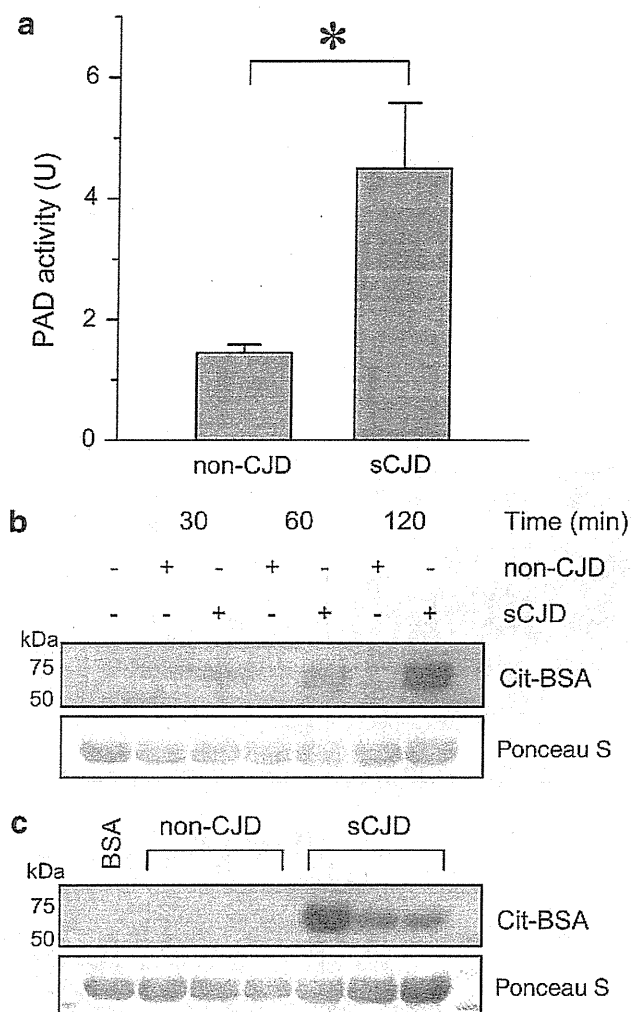 a
*
6
4
2
0
PAD activity (U)
non-CJD
sCJD
b
30 60 120 Time (min)
- + - + - + - non-CJD
- - + - + - + sCJD
kDa
75
50
Cit-BSA
Ponceau S
c
BSA
non-CJD
sCJD
kDa
75
50
Cit-BSA
Ponceau S